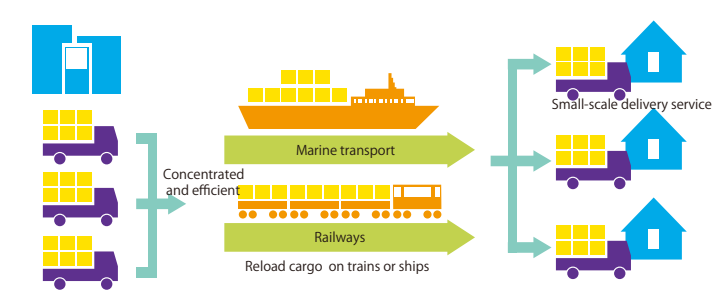 Concentrated
and efficient
Marine transport
Railways
Reload cargo on trains or ships
Small-scale delivery service